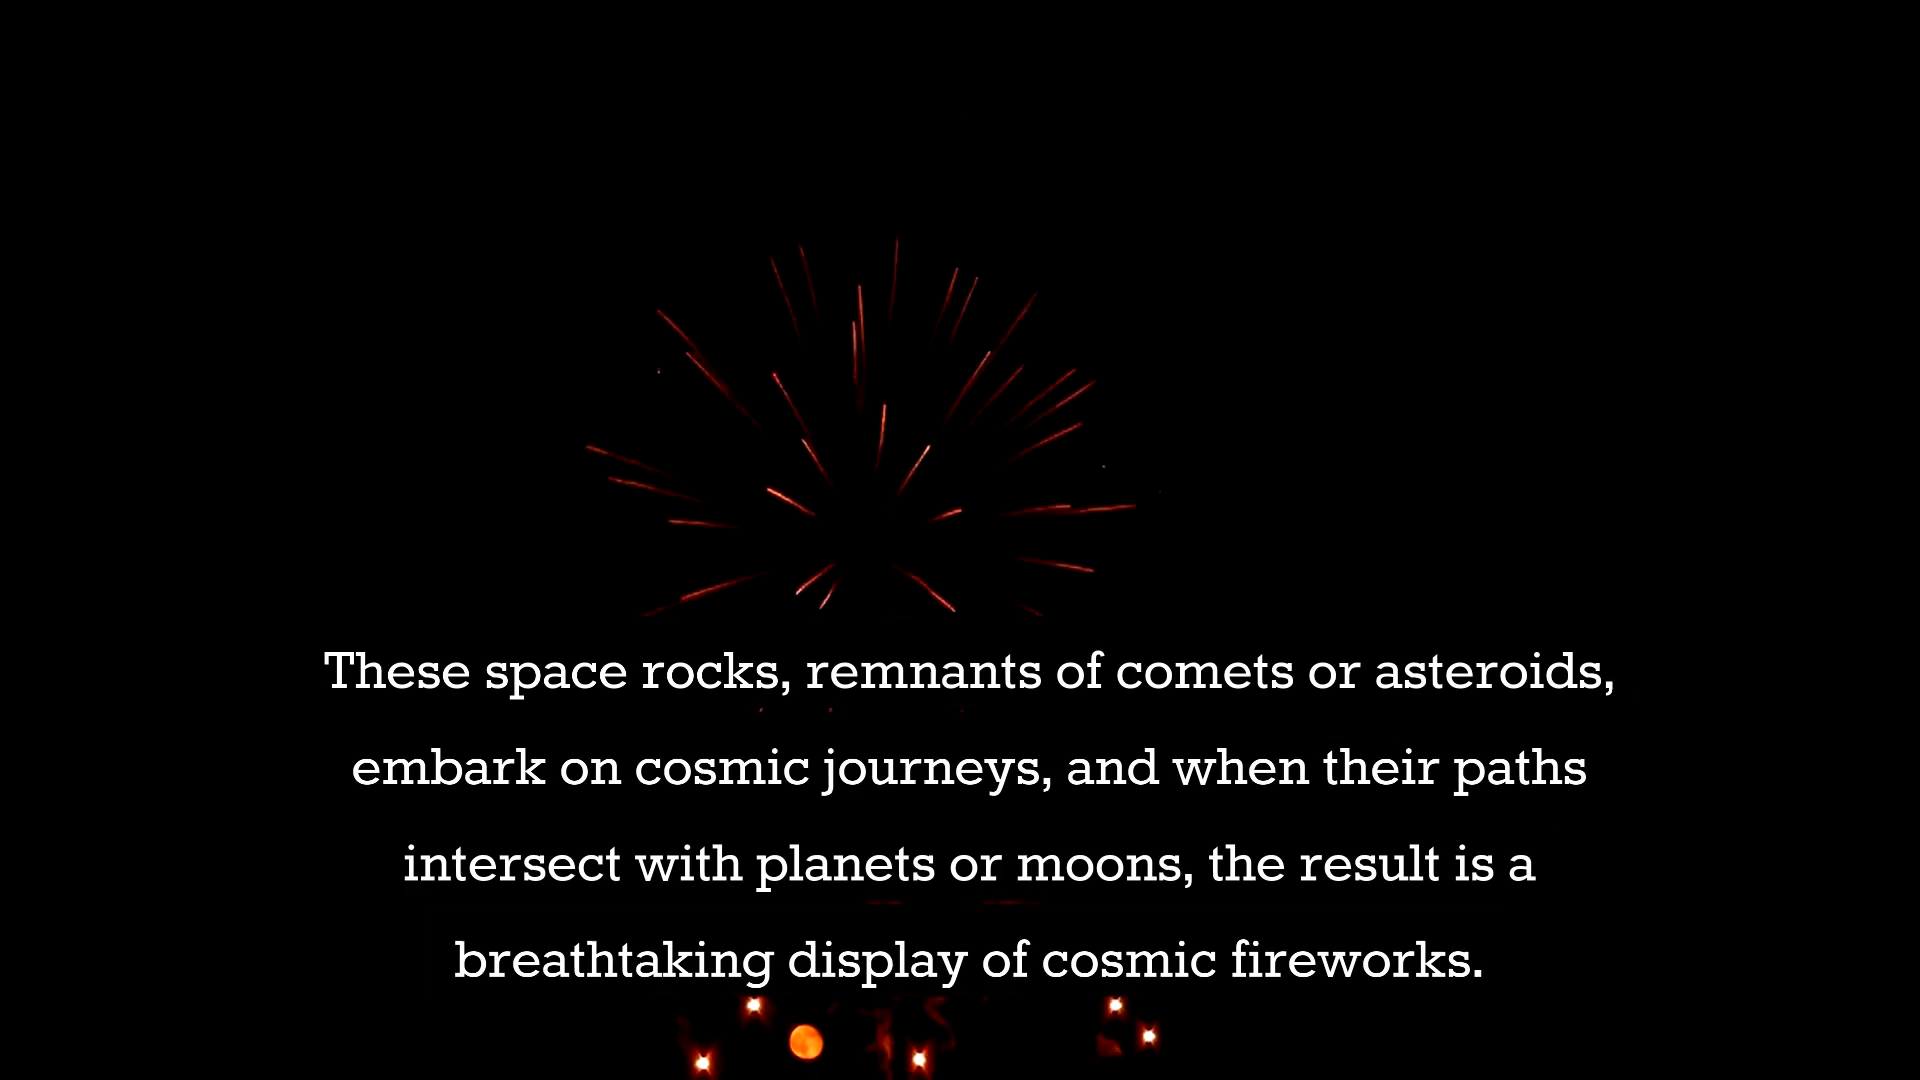 These space rocks, remnants of comets or asteroids,
embark on cosmic journeys, and when their paths
intersect with planets or moons, the result is a
breathtaking display of cosmic fireworks.